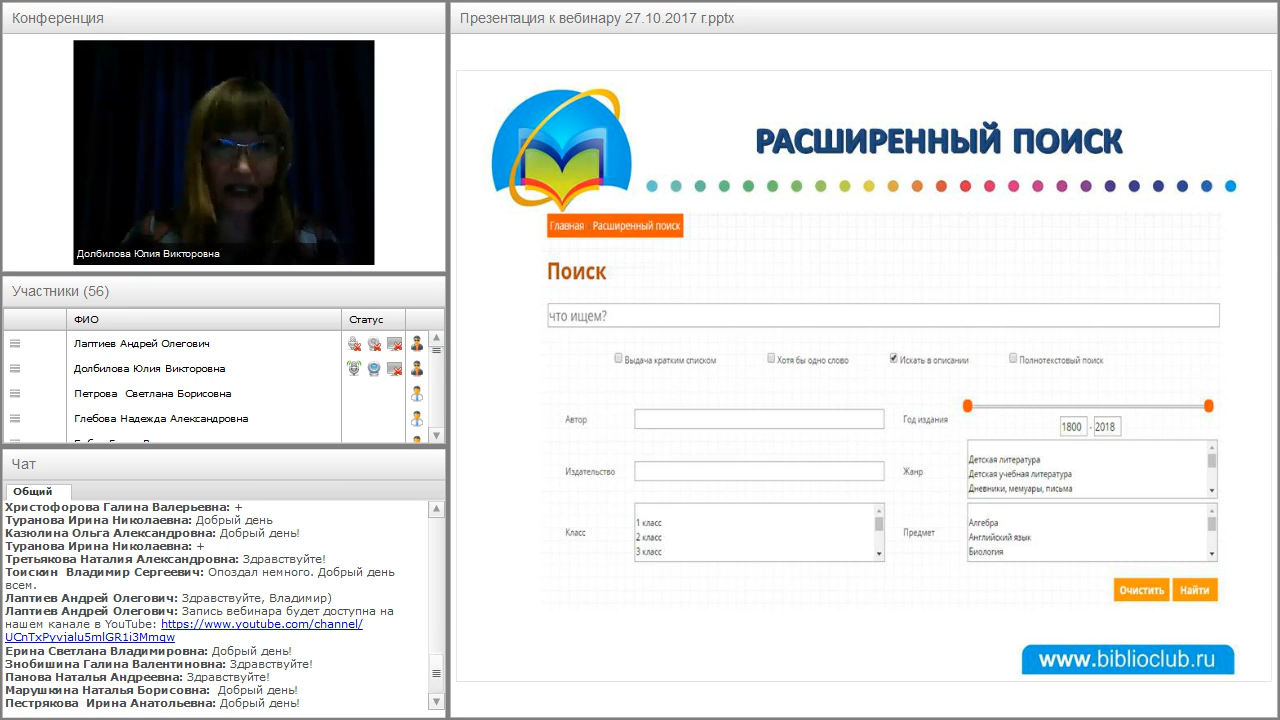 Конференция
Долбилова Юлия Викторовна
Участники (56)
ФИО
Статус
Лаптиев Андрей Олегович
Долбилова Юлия Викторовна
Петрова Светлана Борисовна
Глебова Надежда Александровна
Чат
Общий
Христофорова Галина Валерьевна: +
Туранова Ирина Николаевна: Добрый день
Казюлина Ольга Александровна: Добрый день!
Туранова Ирина Николаевна: +
Третьякова Наталия Александровна: Здравствуйте!
Тоискин Владимир Сергеевич: Опоздал немного. Добрый день
всем.
Лаптиев Андрей Олегович: Здравствуйте, Владимир)
Лаптиев Андрей Олегович: Запись вебинара будет доступна на
нашем канале в YouTube: https://www.youtube.com/channel/
UCnTxPyvjalu5mlGR1i3Mmqw
Ерина Светлана Владимировна: Добрый день!
Знобишина Галина Валентиновна: Здравствуйте!
Панова Наталья Андреевна: Здравствуйте!
Марушкина Наталья Борисовна: Добрый день!
Пестрякова Ирина Анатольевна: Добрый день!
Презентация к вебинару 27.10.2017 г.pptx
РАСШИРЕННЫЙ ПОИСК
Главная Расширенный поиск
Поиск
что ищем?
Выдача кратким списком
Хотя бы одно слово
Искать в описании
Полнотекстовый поиск
Автор
Год издания
1800 - 2018
Издательство
Жанр
Детская литература
Детская учебная литература
Дневники, мемуары, письма
Класс
1 класс
2 класс
3 класс
Предмет
Алгебра
Английский язык
Биология
Очистить
Найти
www.biblioclub.ru